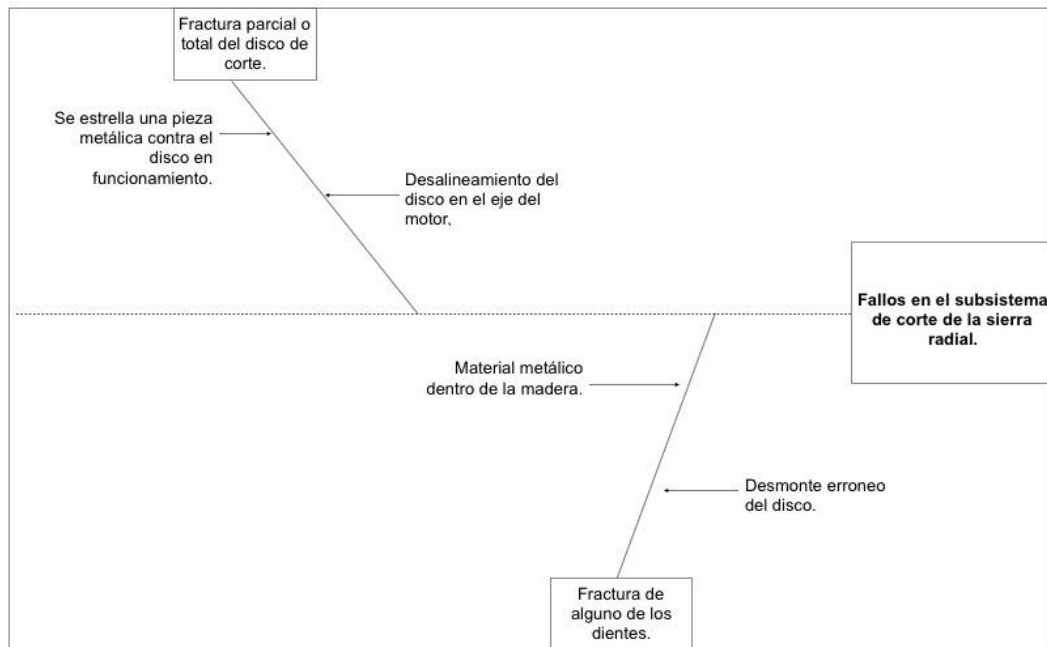 Fractura parcial o
total del disco de
corte.
Se estrella una pieza
metálica contra el
disco en
funcionamiento.
Desalineamiento del
disco en el eje del
motor.
Fallos en el subsistema
de corte de la sierra
radial.
Material metálico
dentro de la madera.
Desmonte erroneo
del disco.
Fractura de
alguno de los
dientes.